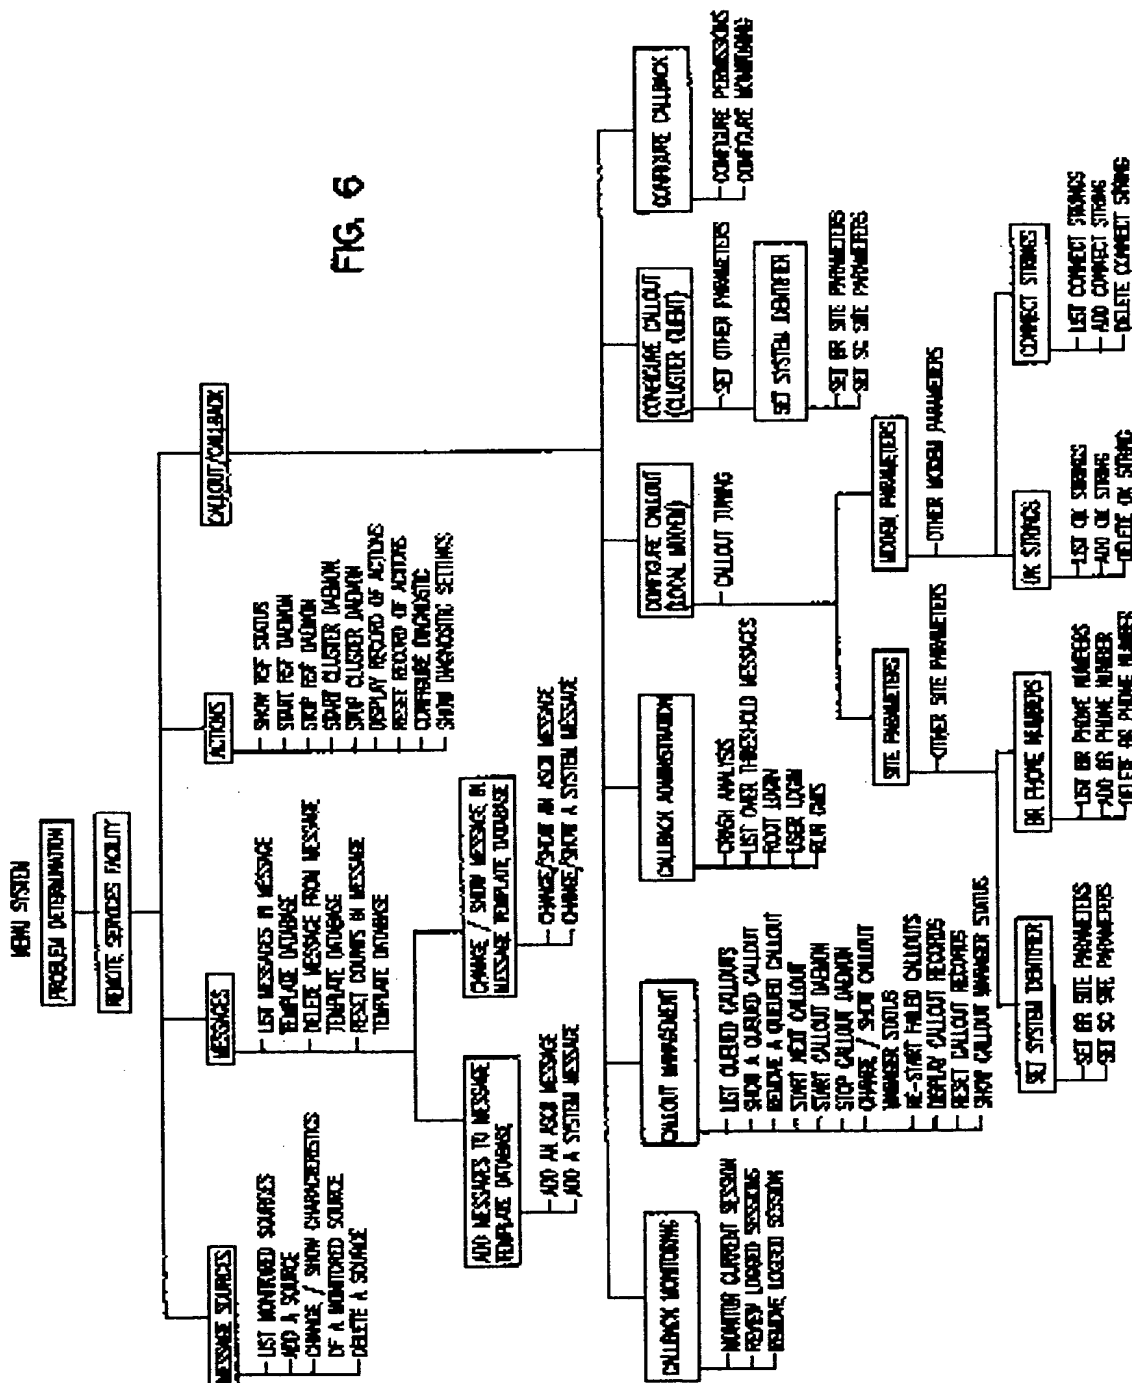 FIG. 6
MENU SYSTEM
PROBLEM DETERMINATION
REMOTE SERVICES FACILITY
MESSAGE SOURCES
LIST MONITORED SOURCES
ADD A SOURCE
CHANGE / SHOW CHARACTERISTICS
OF A MONITORED SOURCE
DELETE A SOURCE
MESSAGES
LIST MESSAGES IN MESSAGE
TEMPLATE DATABASE
DELETE MESSAGE FROM MESSAGE
TEMPLATE DATABASE
RESET COUNTS IN MESSAGE
TEMPLATE DATABASE
ADD MESSAGES TO MESSAGE
TEMPLATE DATABASE
ADD AN ASCII MESSAGE
ADD A SYSTEM MESSAGE
CHANGE / SHOW MESSAGE IN
MESSAGE TEMPLATE DATABASE
CHANGE/SHOW AN ASCII MESSAGE
CHANGE/SHOW A SYSTEM MESSAGE
ACTIONS
SHOW RSF STATUS
START RSF DAEMON
STOP RSF DAEMON
START CLUSTER DAEMON
STOP CLUSTER DAEMON
DISPLAY RECORD OF ACTIONS
RESET RECORD OF ACTIONS
CONFIGURE DIAGNOSTIC
SHOW DIAGNOSTIC SETTINGS
CALLOUT/CALLBACK
CALLBACK MONITORING
MONITOR CURRENT SESSION
REVIEW LOGGED SESSIONS
REMOVE LOGGED SESSION
CALLOUT MANAGEMENT
LIST QUEUED CALLOUTS
SHOW A QUEUED CALLOUT
REMOVE A QUEUED CALLOUT
START NEXT CALLOUT
START CALLOUT DAEMON
STOP CALLOUT DAEMON
CHANGE / SHOW CALLOUT
MANAGER STATUS
RE-START FAILED CALLOUTS
DISPLAY CALLOUT RECORDS
RESET CALLOUT RECORDS
SHOW CALLOUT MANAGER STATUS
CALLBACK ADMINISTRATION
CRASH ANALYSIS
LIST OVER THRESHOLD MESSAGES
ROOT LOGIN
USER LOGIN
RUN
CONFIGURE CALLOUT
(LOCAL MODEM)
CALLOUT TUNING
SITE PARAMETERS
OTHER SITE PARAMETERS
SET SYSTEM IDENTIFIER
SET BR SITE PARAMETERS
SET SC SITE PARAMETERS
BR PHONE NUMBERS
LIST BR PHONE NUMBERS
ADD BR PHONE NUMBER
DELETE BR PHONE NUMBER
MODEM PARAMETERS
OTHER MODEM PARAMETERS
OK STRINGS
LIST OK STRINGS
ADD OK STRING
DELETE OK STRING
CONNECT STRINGS
LIST CONNECT STRINGS
ADD CONNECT STRING
DELETE CONNECT STRING
CONFIGURE CALLOUT
(CLUSTER CLIENT)
SET OTHER PARAMETERS
SET SYSTEM IDENTIFIER
SET BR SITE PARAMETERS
SET SC SITE PARAMETERS
CONFIGURE CALLBACK
CONFIGURE PERMISSIONS
CONFIGURE MONITORING